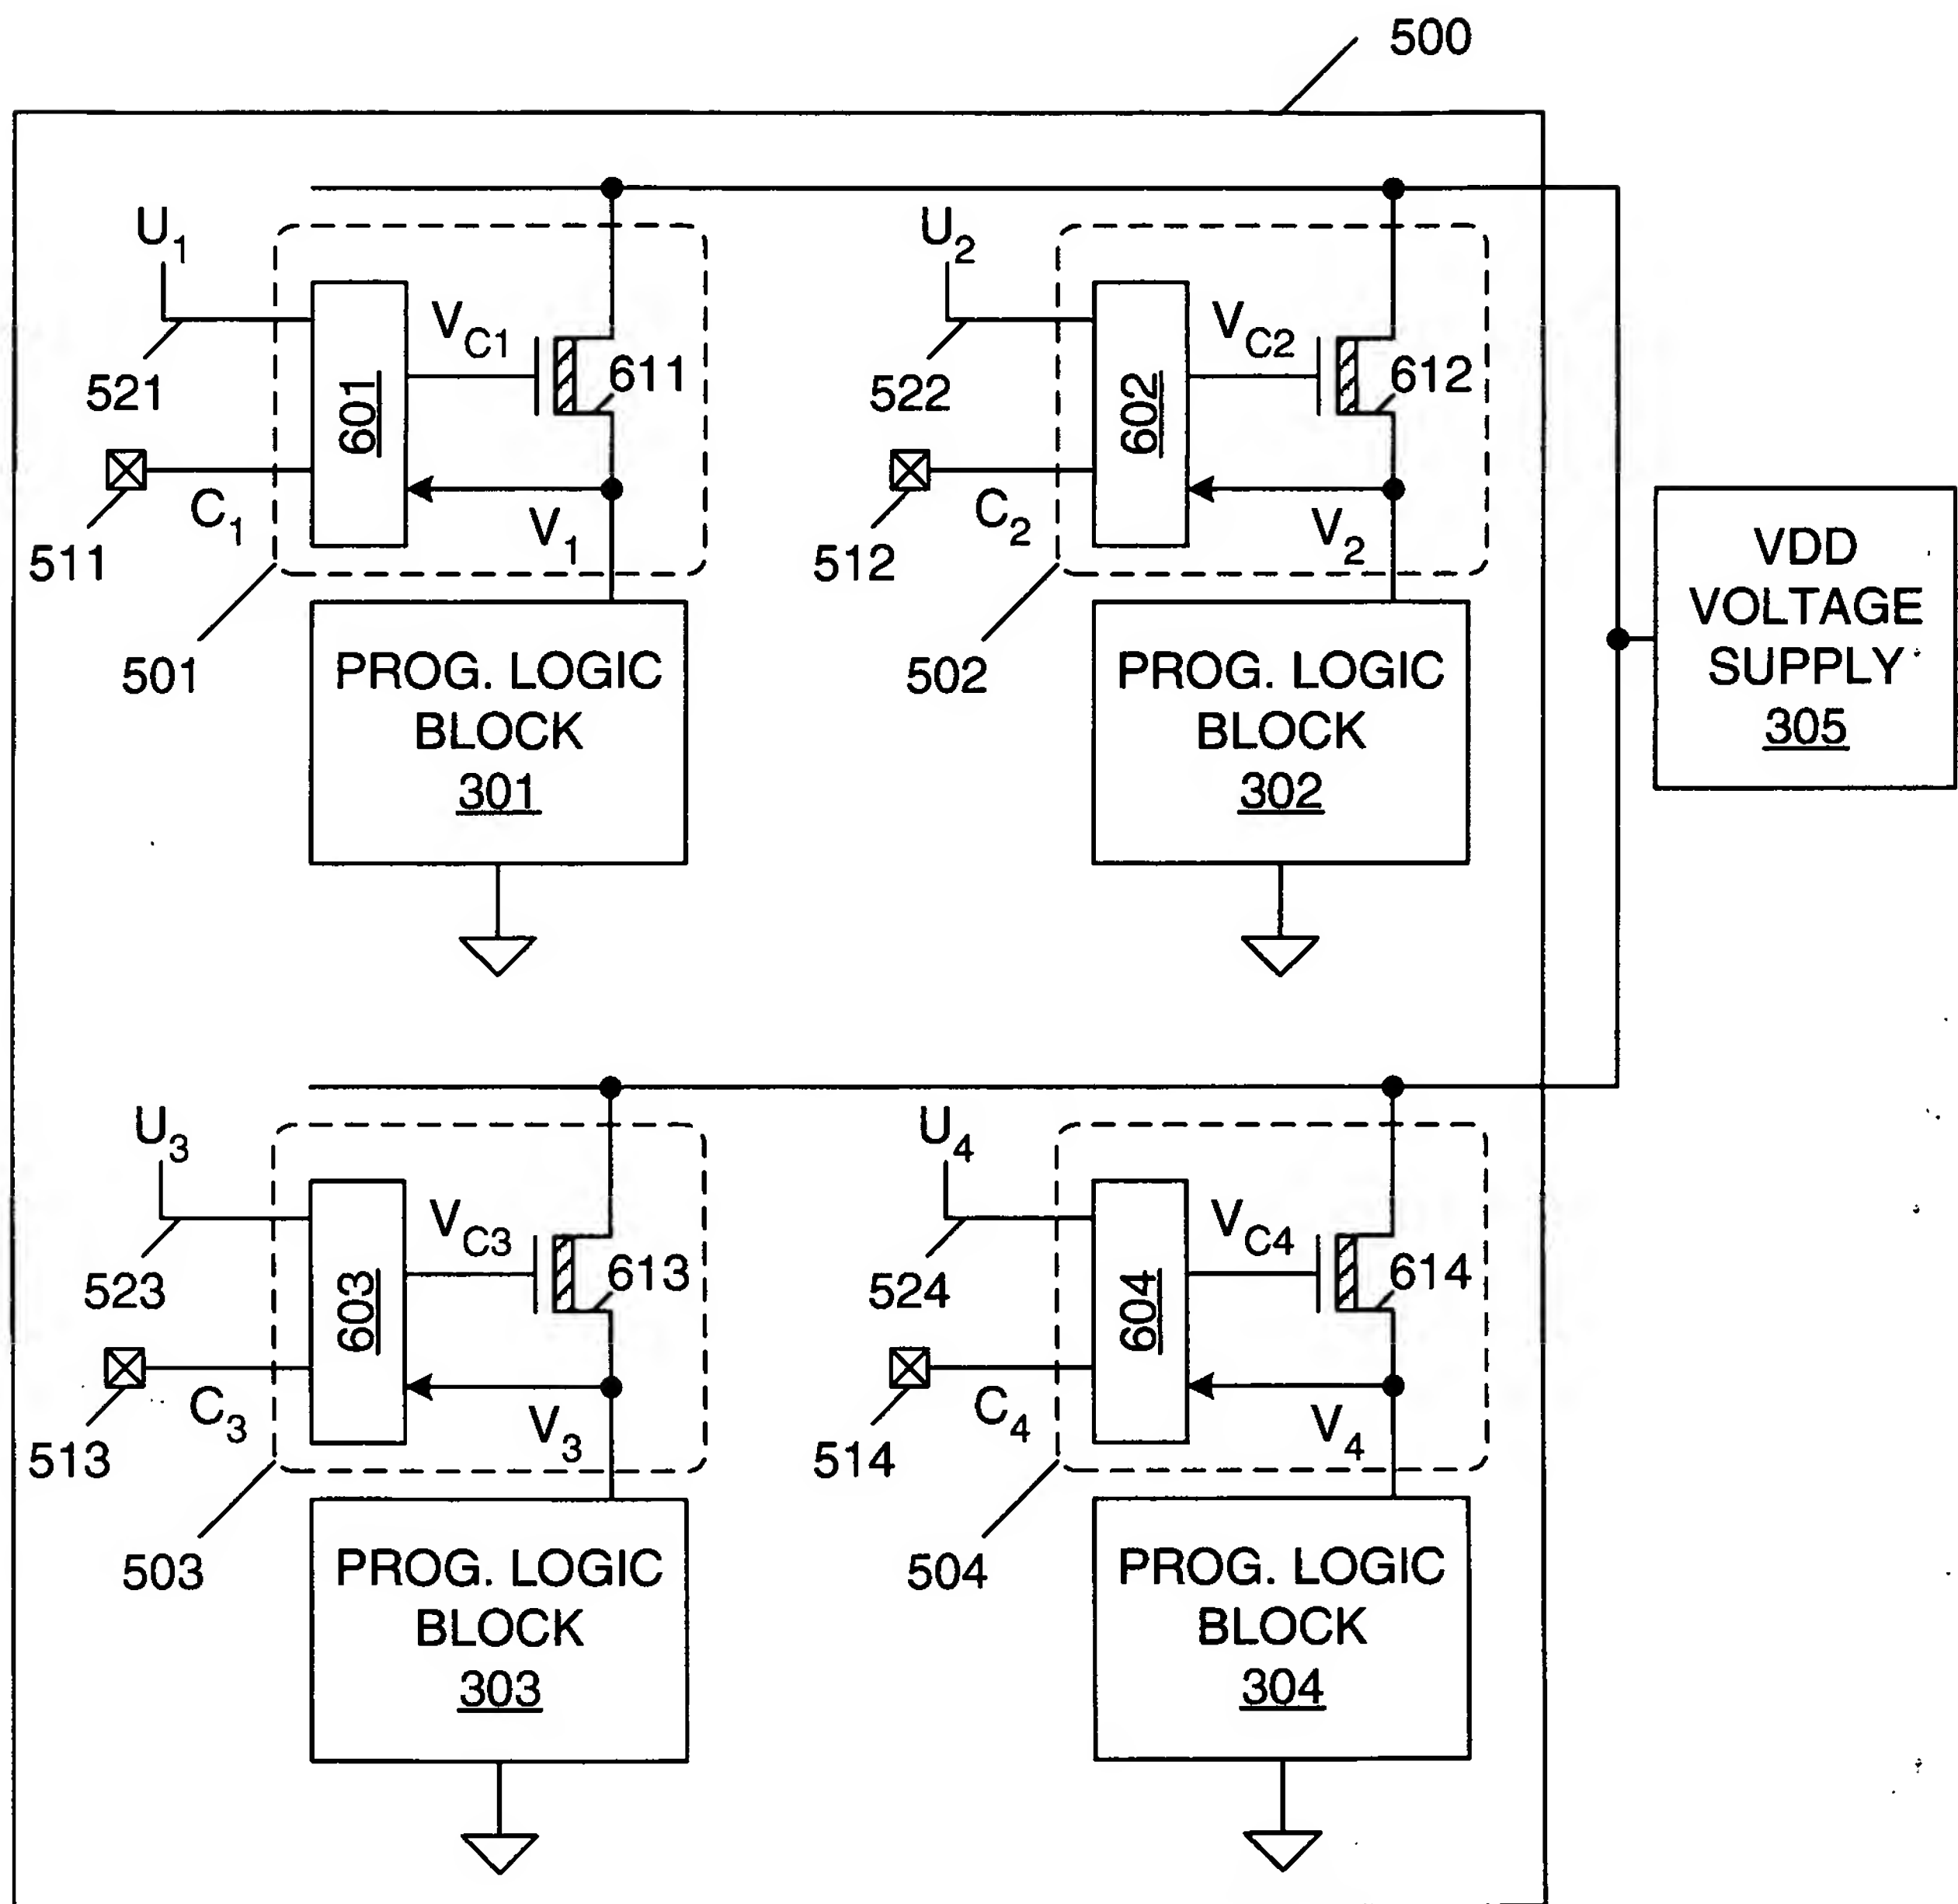 500
U1
VC1
611
521
601
C1
V1
511
501
PROG. LOGIC
BLOCK
301
U2
VC2
612
522
602
C2
V2
512
502
PROG. LOGIC
BLOCK
302
VDD
VOLTAGE
SUPPLY
305
U3
VC3
613
523
603
C3
V3
513
503
PROG. LOGIC
BLOCK
303
U4
VC4
614
524
604
C4
V4
514
504
PROG. LOGIC
BLOCK
304